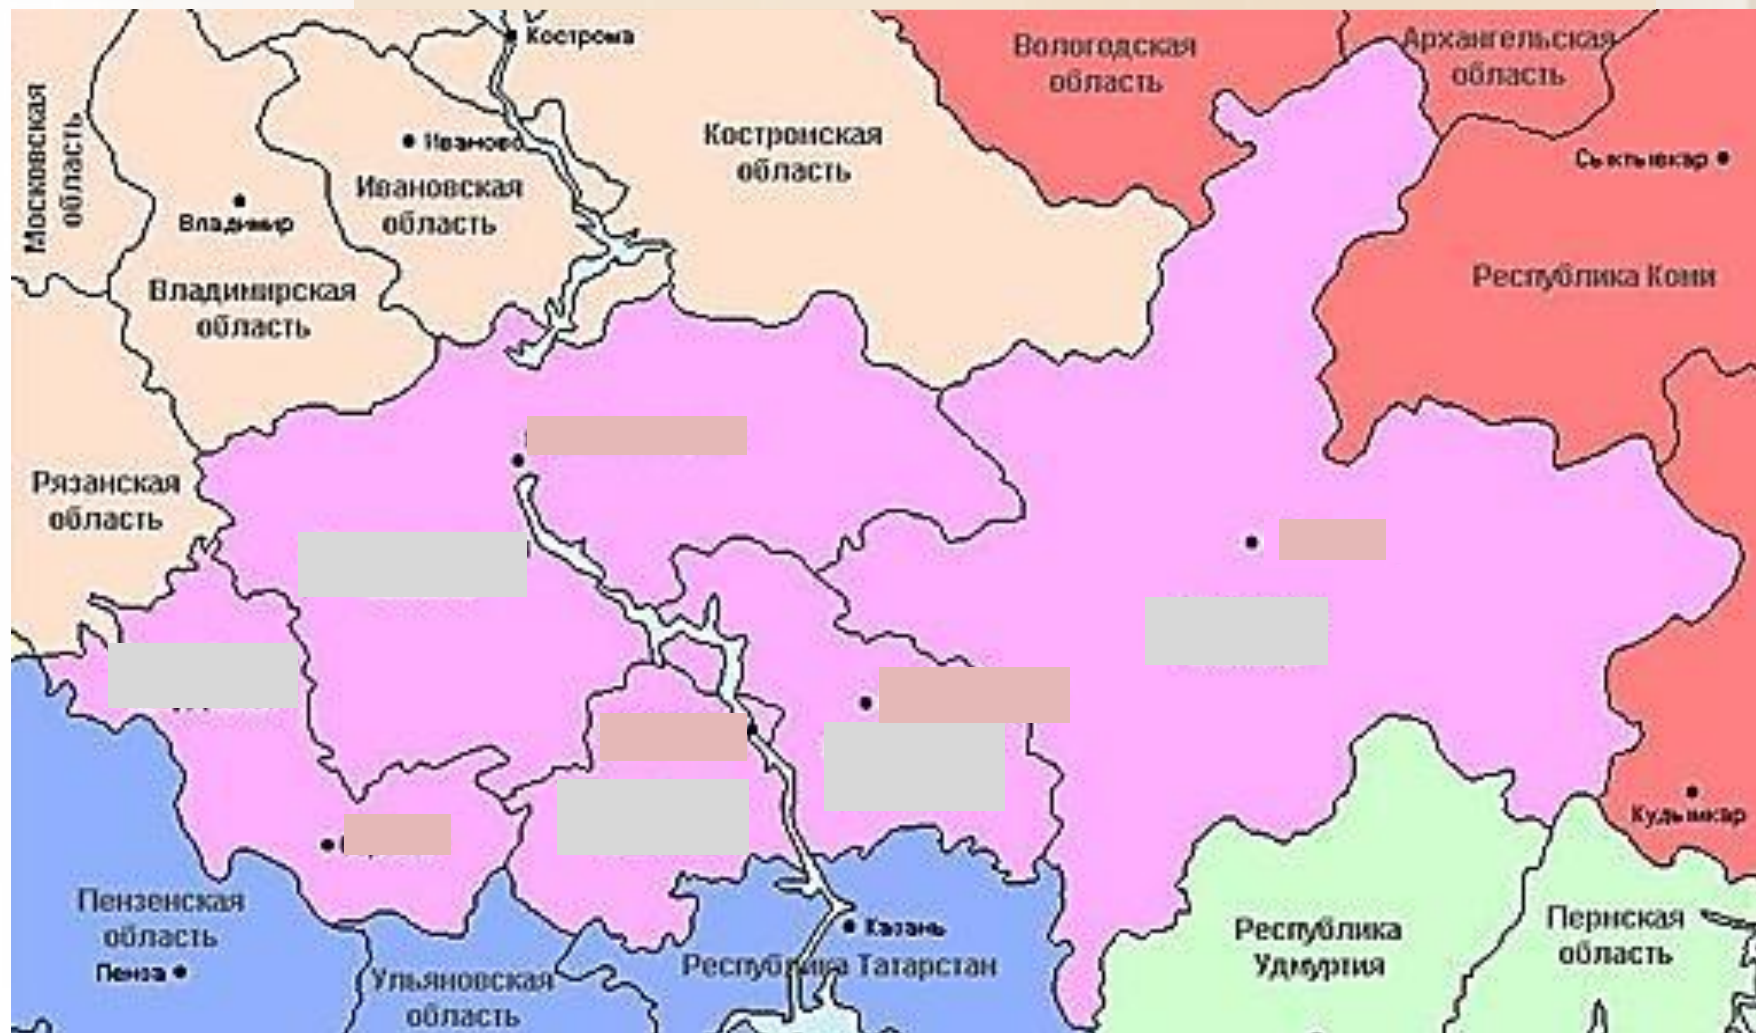 Кострома
Вологодская
область
Архангельская
область
Московская
область
Иваново
Костромская
область
Сыктывкар
Ивановская
область
Владимир
Владимирская
область
Республика Коми
Рязанская
область
Кудымкар
Пензенская
область
Пенза
Ульяновская
область
Казань
Республика Татарстан
Республика
Удмуртия
Пермская
область